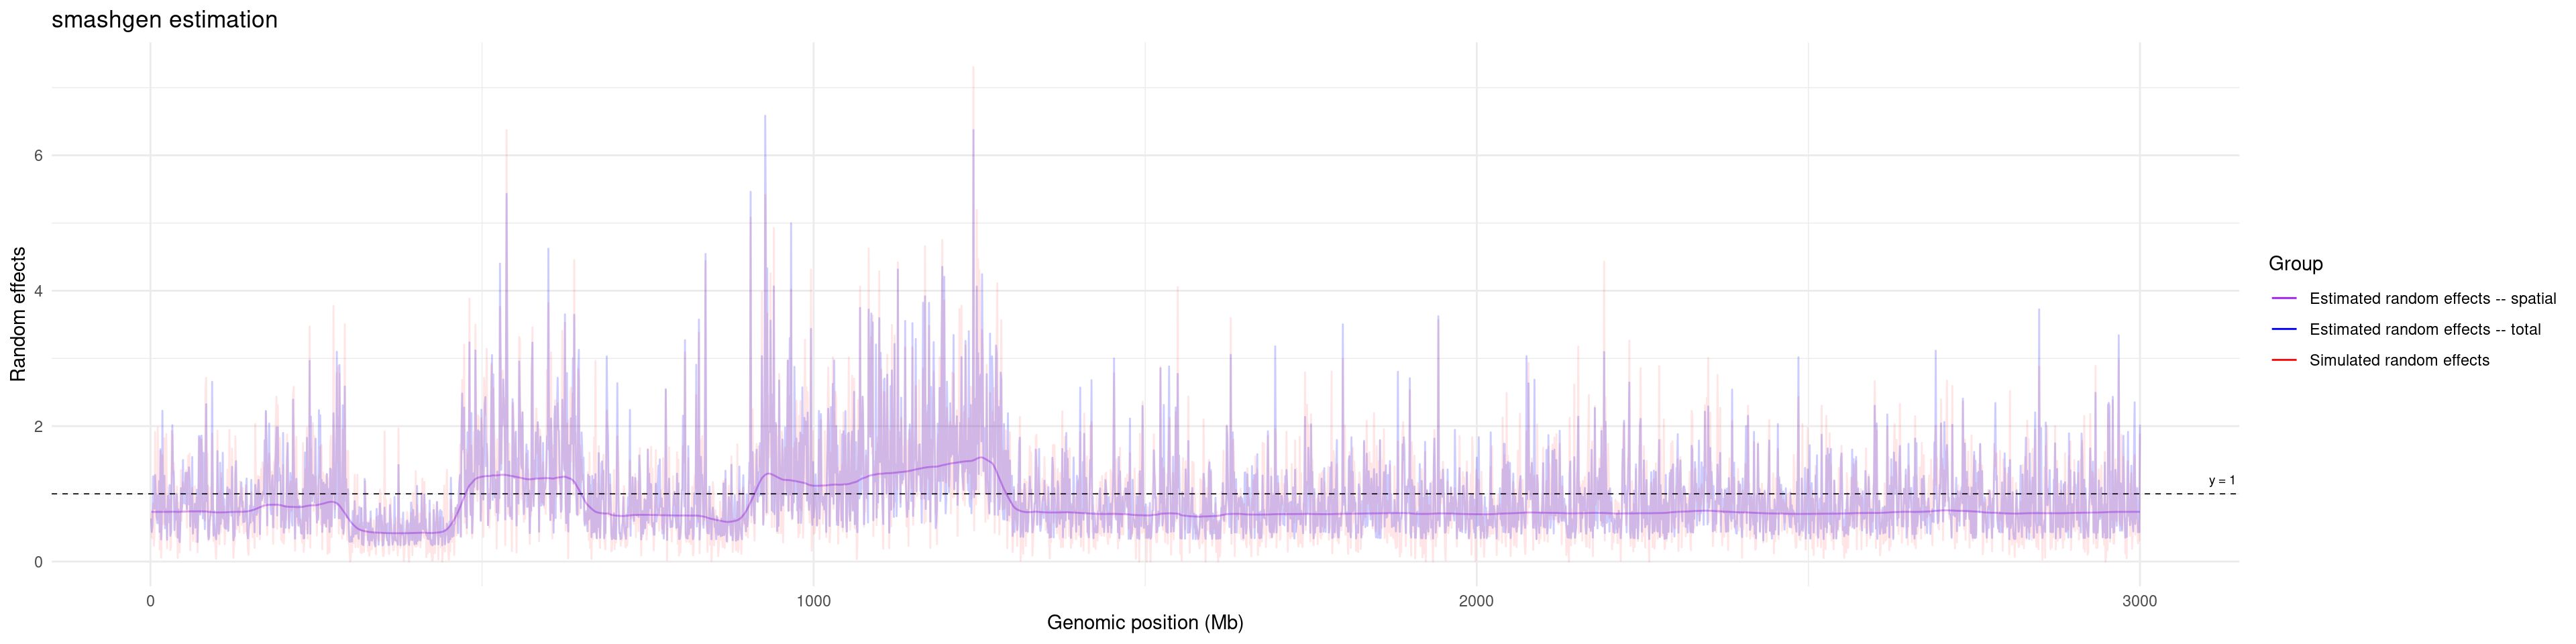 smashgen estimation
Random effects
6
4
2
0
y = 1
0
1000
2000
3000
Genomic position (Mb)
Group
Estimated random effects -- spatial
Estimated random effects -- total
Simulated random effects